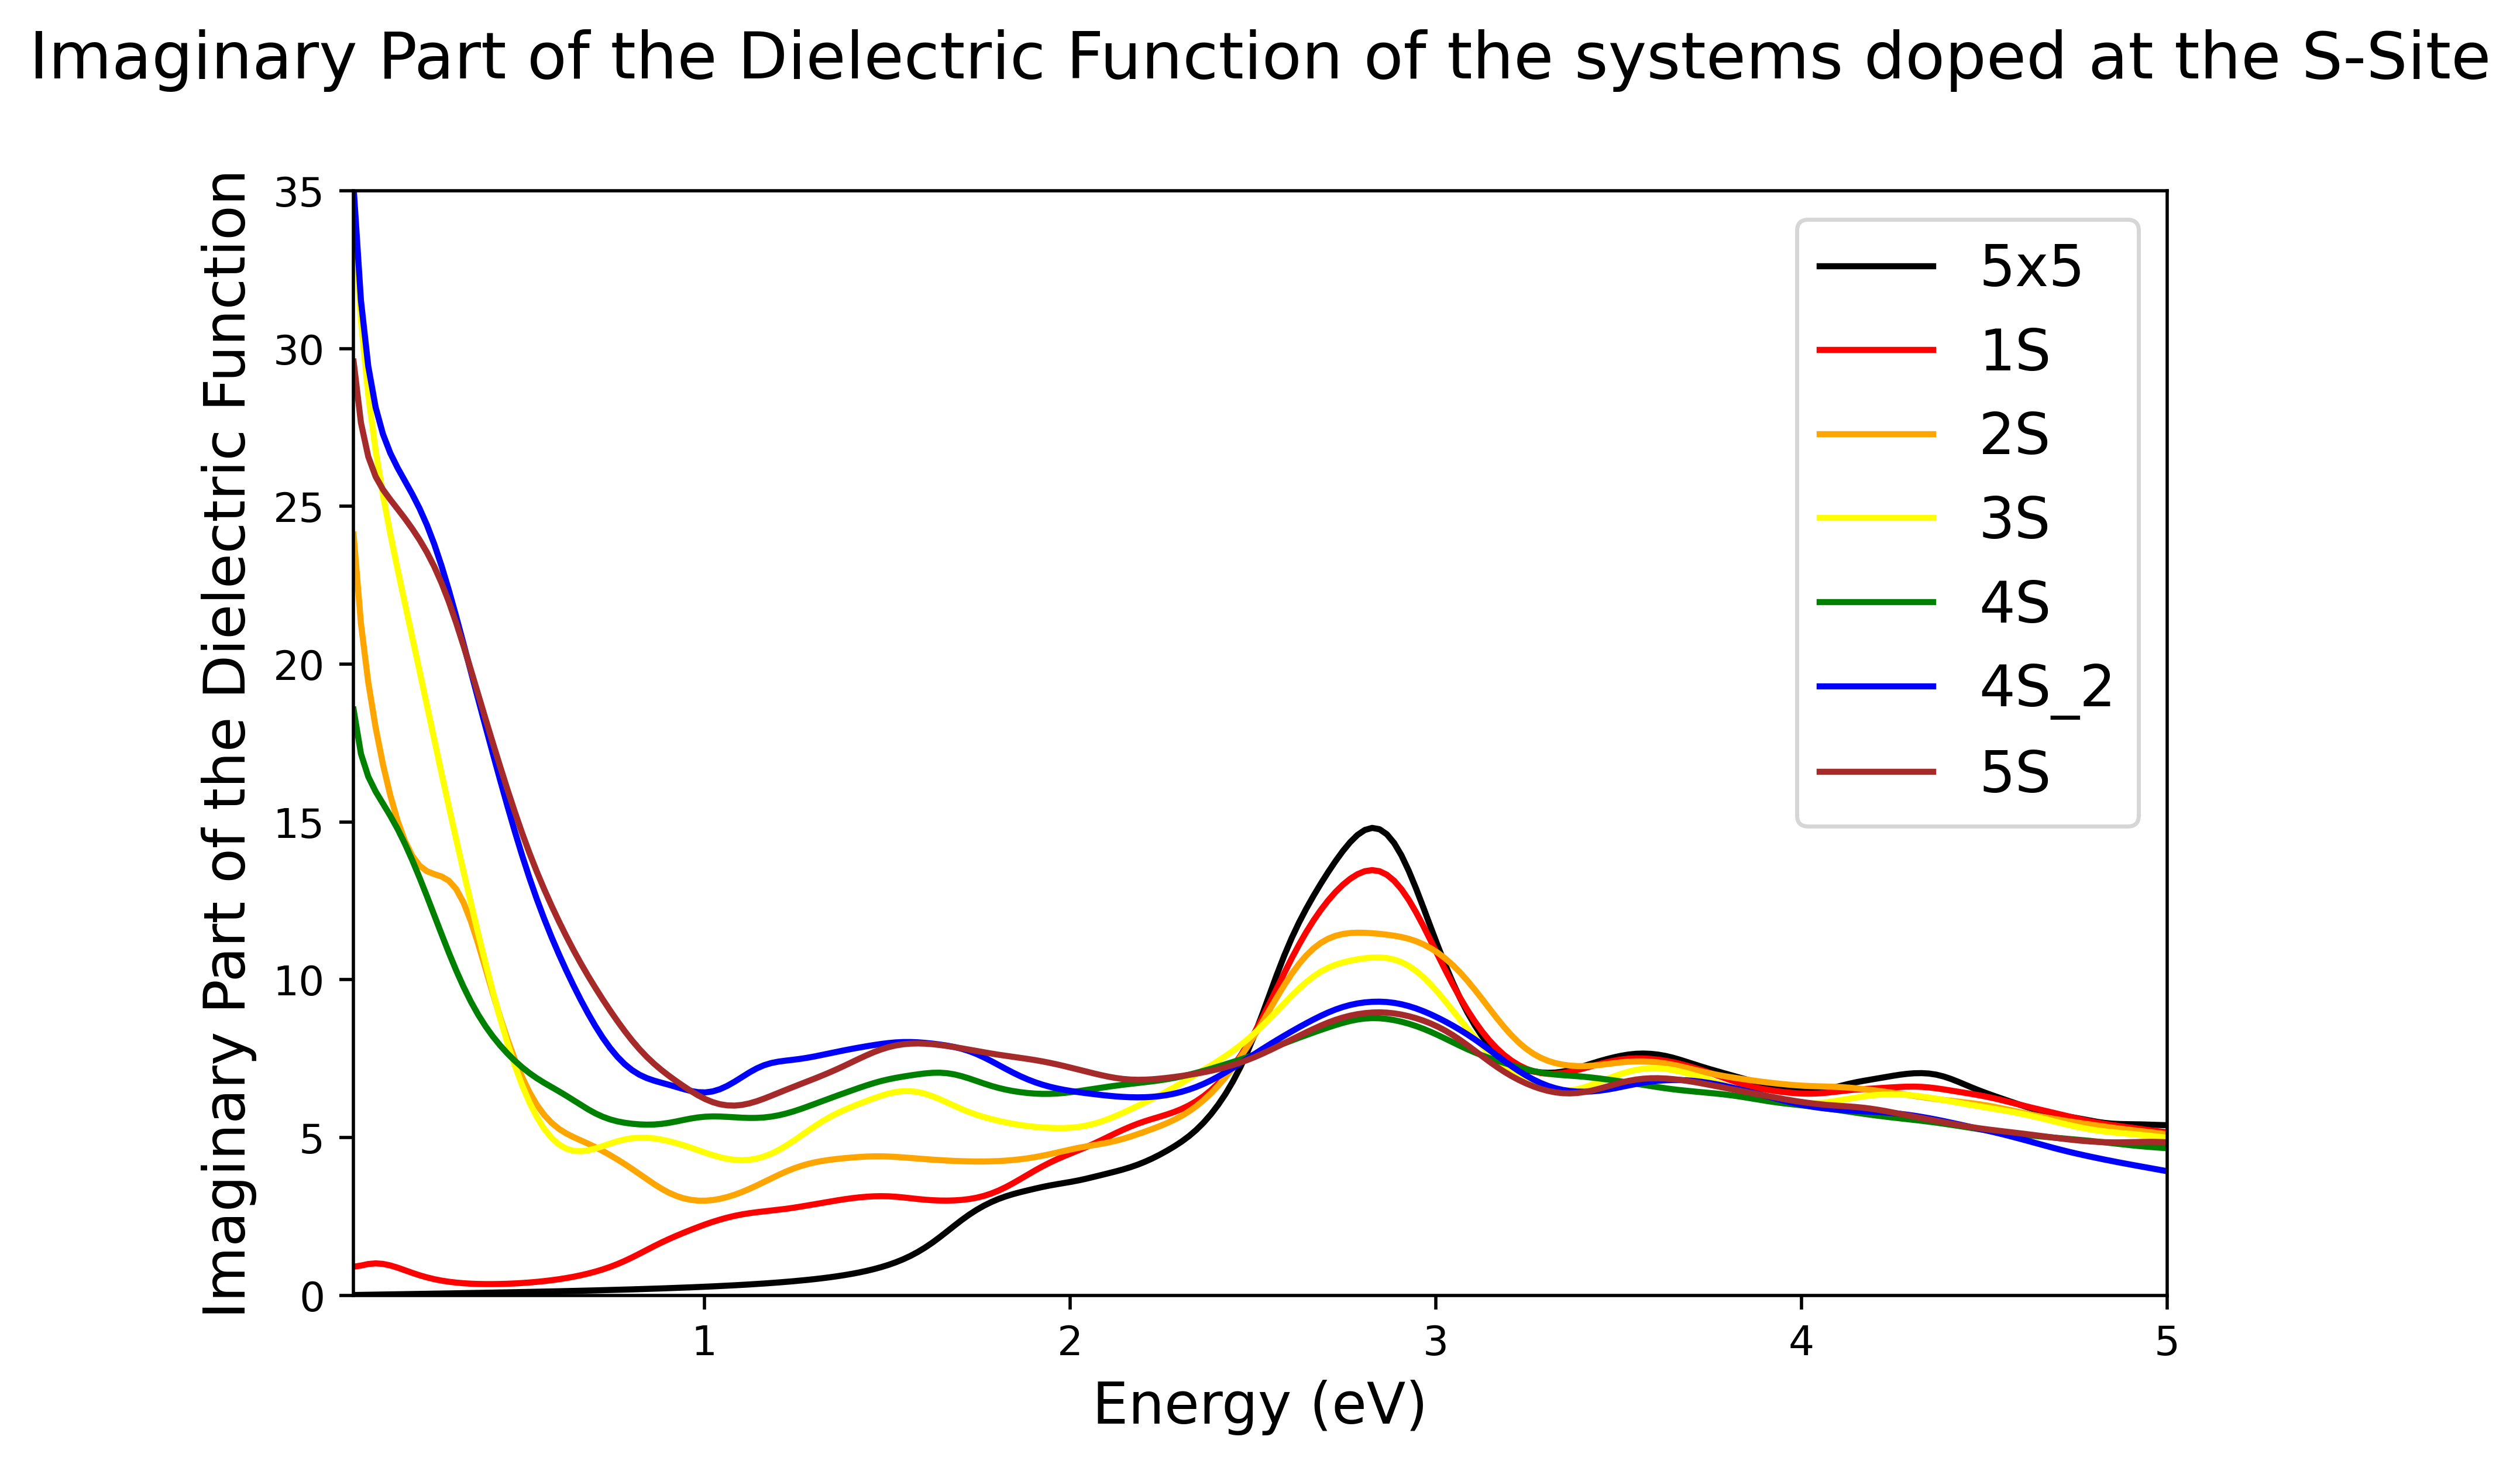 Imaginary Part of the Dielectric Function of the systems doped at the S-Site
Imaginary Part of the Dielectric Function
35
30
25
20
15
10
5
0
5x5
1S
2S
3S
4S
4S_2
5S
1
2
3
4
5
Energy (eV)